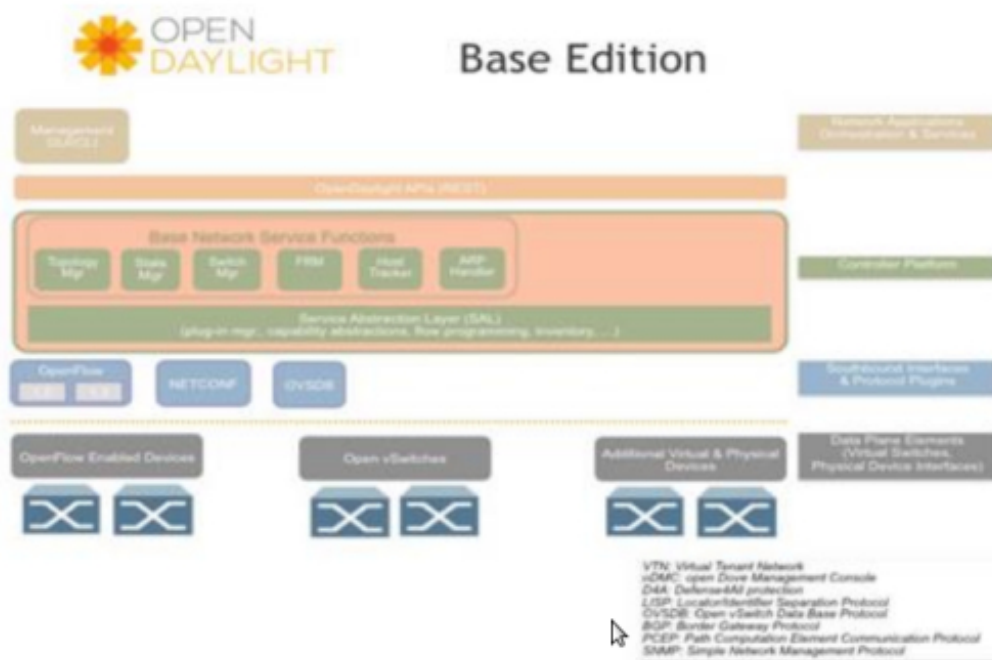 OPEN
DAYLIGHT
Base Edition
Management
Network Applications
Orchestration & Services
OpenDaylight APIs (REST)
Base Network Service Functions
Topology
Mgr
Stats
Mgr
Switch
Mgr
FRM
Host
Tracker
ARP
Handler
Controller Platform
Service Abstraction Layer (SAL)
(plug-in mgr., capability abstractions, flow programming, inventory, ...)
OpenFlow
NETCONF
OVSDB
Southbound Interfaces
& Protocol Plugins
OpenFlow Enabled Devices
Open vSwitches
Additional Virtual & Physical
Devices
Data Plane Elements
(Virtual Switches,
Physical Device Interfaces)
VTN: Virtual Tenant Network
oDMC: open Dove Management Console
D4A: Defense4All protection
LISP: Locator/Identifier Separation Protocol
OVSDB: Open vSwitch Data Base Protocol
BGP: Border Gateway Protocol
PCEP: Path Computation Element Communication Protocol
SNMP: Simple Network Management Protocol